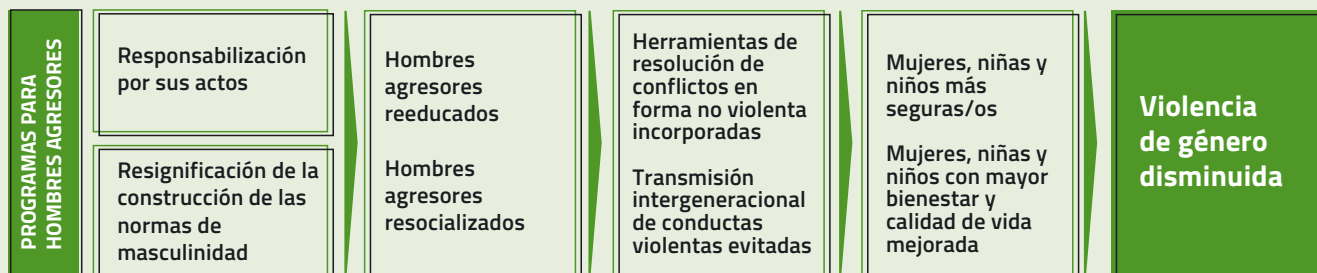 PROGRAMAS PARA
HOMBRES AGRESORES
Responsabilización
por sus actos
Resignificación de la
construcción de las
normas de
masculinidad
Hombres
agresores
reeducados
Hombres
agresores
resocializados
Herramientas de
resolución de
conflictos en
forma no violenta
incorporadas
Transmisión
intergeneracional
de conductas
violentas evitadas
Mujeres, niñas y
niños más
seguras/os
Mujeres, niñas y
niños con mayor
bienestar y
calidad de vida
mejorada
Violencia
de género
disminuida